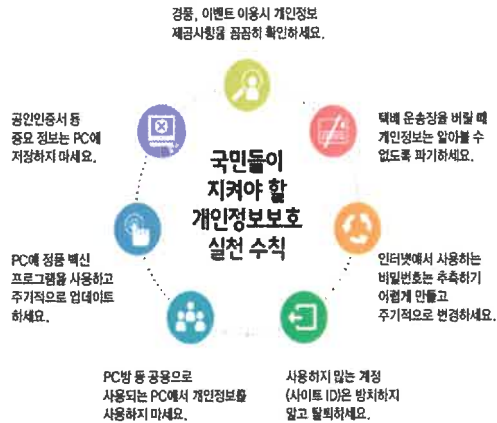 경품, 이벤트 이용시 개인정보
제공사항을 꼼꼼히 확인하세요.
택배 운송장을 버릴 때
개인정보는 알아볼 수
없도록 파기하세요.
인터넷에서 사용하는
비밀번호는 추측하기
어렵게 만들고
주기적으로 변경하세요.
사용하지 않는 계정
(사이트 ID)은 방치하지
말고 탈퇴하세요.
PC방 등 공용으로
사용되는 PC에서 개인정보를
사용하지 마세요.
PC에 정품 백신
프로그램을 사용하고
주기적으로 업데이트
하세요.
공인인증서 등
중요 정보는 PC에
저장하지 마세요.
국민들이
지켜야 할
개인정보보호
실천 수칙